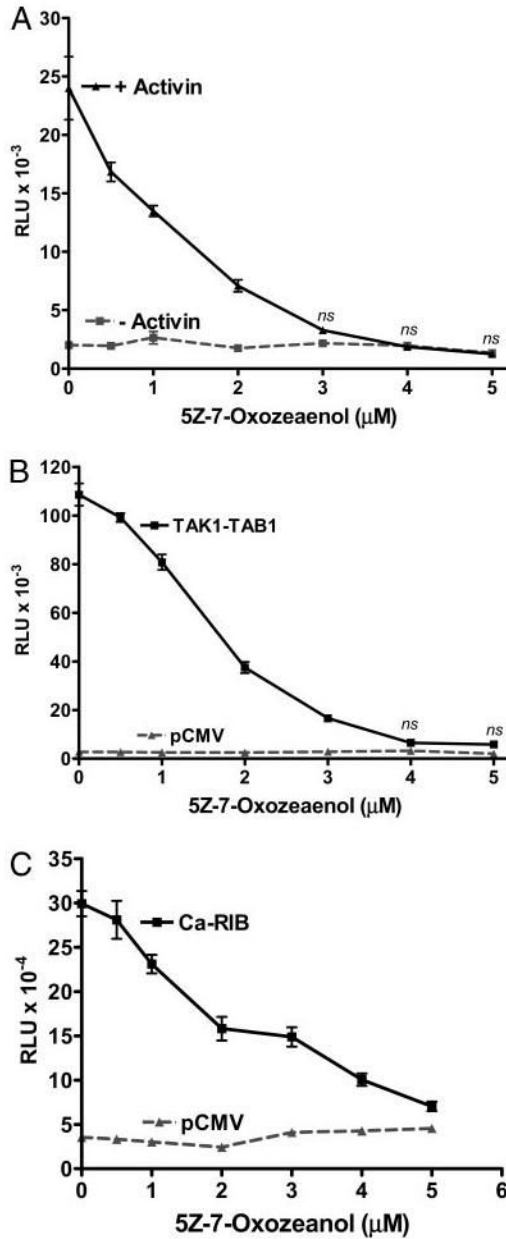 A
30
25
20
15
10
5
0
RLU x 10-3
+ Activin
- Activin
ns
ns
ns
0 1 2 3 4 5
5Z-7-Oxozeaenol (μM)
B
120
100
80
60
40
20
0
RLU x 10-3
TAK1-TAB1
pCMV
ns
ns
0 1 2 3 4 5
5Z-7-Oxozeaenol (μM)
C
35
30
25
20
15
10
5
0
RLU x 10-4
Ca-RIB
pCMV
0 1 2 3 4 5 6
5Z-7-Oxozeanol (μM)